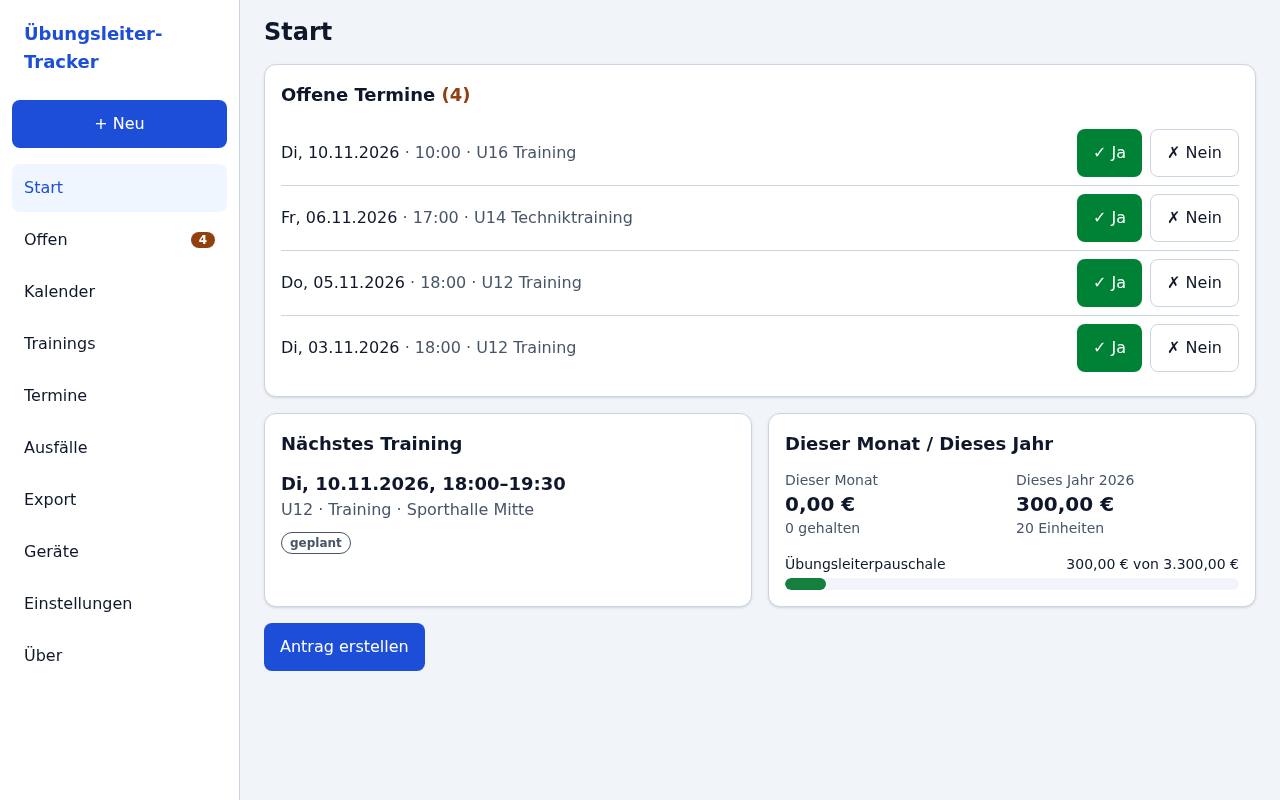 Übungsleiter-
Tracker
+ Neu
Start
Offen 4
Kalender
Trainings
Termine
Ausfälle
Export
Geräte
Einstellungen
Über
Start
Offene Termine (4)
Di, 10.11.2026 · 10:00 · U16 Training ✓ Ja ✗ Nein
Fr, 06.11.2026 · 17:00 · U14 Techniktraining ✓ Ja ✗ Nein
Do, 05.11.2026 · 18:00 · U12 Training ✓ Ja ✗ Nein
Di, 03.11.2026 · 18:00 · U12 Training ✓ Ja ✗ Nein
Nächstes Training
Di, 10.11.2026, 18:00–19:30
U12 · Training · Sporthalle Mitte
geplant
Dieser Monat / Dieses Jahr
Dieser Monat
0,00 €
0 gehalten
Dieses Jahr 2026
300,00 €
20 Einheiten
Übungsleiterpauschale 300,00 € von 3.300,00 €
Antrag erstellen